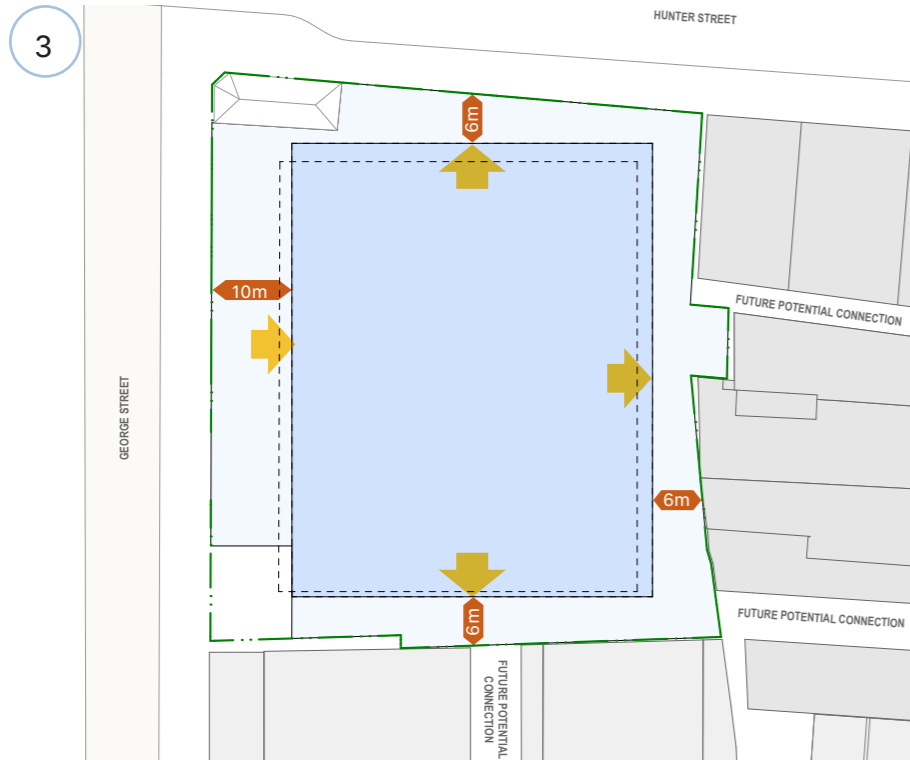 3
HUNTER STREET
6m
10m
FUTURE POTENTIAL CONNECTION
GEORGE STREET
6m
6m
FUTURE POTENTIAL CONNECTION
FUTURE POTENTIAL
CONNECTION